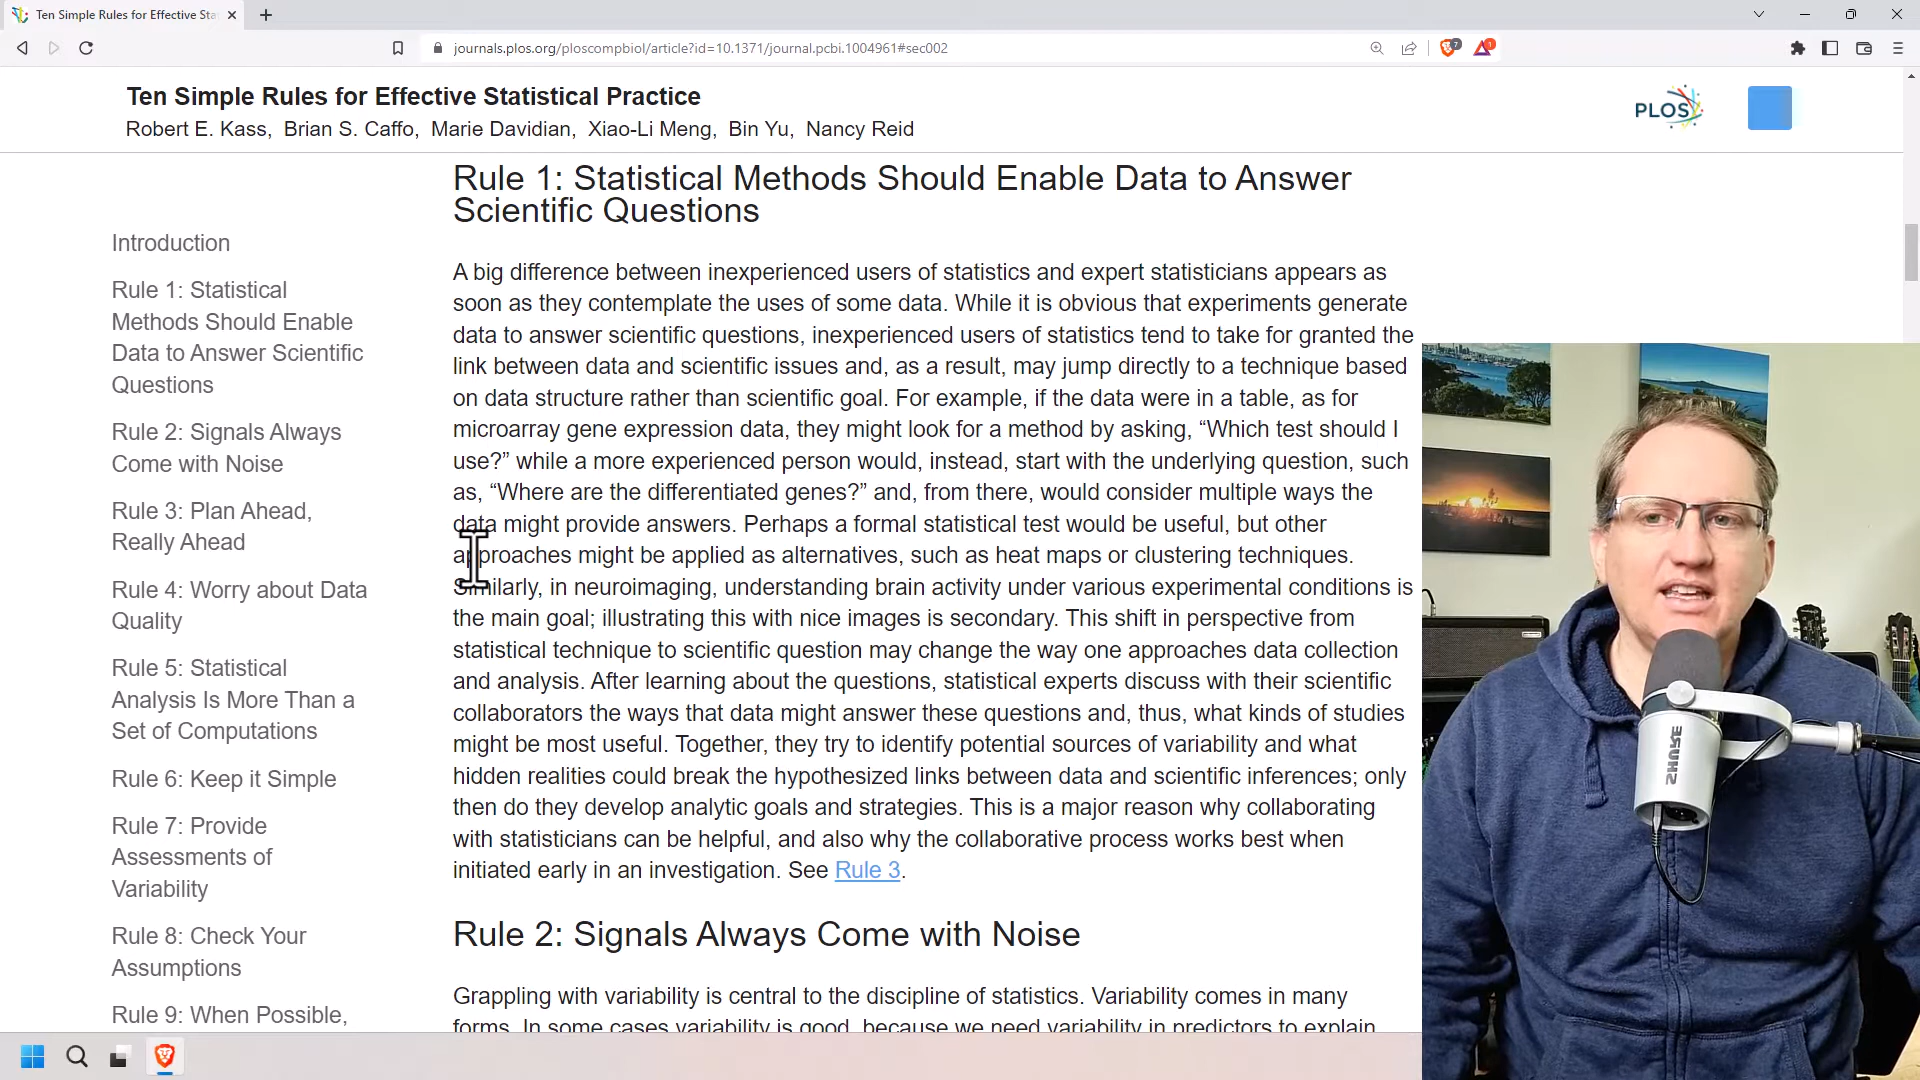 Ten Simple Rules for Effective Sta
journals.plos.org/ploscompbiol/article?id=10.1371/journal.pcbi.1004961#sec002
7
1
Ten Simple Rules for Effective Statistical Practice
Robert E. Kass, Brian S. Caffo, Marie Davidian, Xiao-Li Meng, Bin Yu, Nancy Reid
PLOS
Introduction
Rule 1: Statistical
Methods Should Enable
Data to Answer Scientific
Questions
Rule 2: Signals Always
Come with Noise
Rule 3: Plan Ahead,
Really Ahead
Rule 4: Worry about Data
Quality
Rule 5: Statistical
Analysis Is More Than a
Set of Computations
Rule 6: Keep it Simple
Rule 7: Provide
Assessments of
Variability
Rule 8: Check Your
Assumptions
Rule 9: When Possible,
Rule 1: Statistical Methods Should Enable Data to Answer
Scientific Questions
A big difference between inexperienced users of statistics and expert statisticians appears as
soon as they contemplate the uses of some data. While it is obvious that experiments generate
data to answer scientific questions, inexperienced users of statistics tend to take for granted the
link between data and scientific issues and, as a result, may jump directly to a technique based
on data structure rather than scientific goal. For example, if the data were in a table, as for
microarray gene expression data, they might look for a method by asking, “Which test should I
use?” while a more experienced person would, instead, start with the underlying question, such
as, “Where are the differentiated genes?” and, from there, would consider multiple ways the
data might provide answers. Perhaps a formal statistical test would be useful, but other
approaches might be applied as alternatives, such as heat maps or clustering techniques.
Similarly, in neuroimaging, understanding brain activity under various experimental conditions is
the main goal; illustrating this with nice images is secondary. This shift in perspective from
statistical technique to scientific question may change the way one approaches data collection
and analysis. After learning about the questions, statistical experts discuss with their scientific
collaborators the ways that data might answer these questions and, thus, what kinds of studies
might be most useful. Together, they try to identify potential sources of variability and what
hidden realities could break the hypothesized links between data and scientific inferences; only
then do they develop analytic goals and strategies. This is a major reason why collaborating
with statisticians can be helpful, and also why the collaborative process works best when
initiated early in an investigation. See Rule 3.
Rule 2: Signals Always Come with Noise
Grappling with variability is central to the discipline of statistics. Variability comes in many
forms. In some cases variability is good, because we need variability in predictors to explain
SHURE